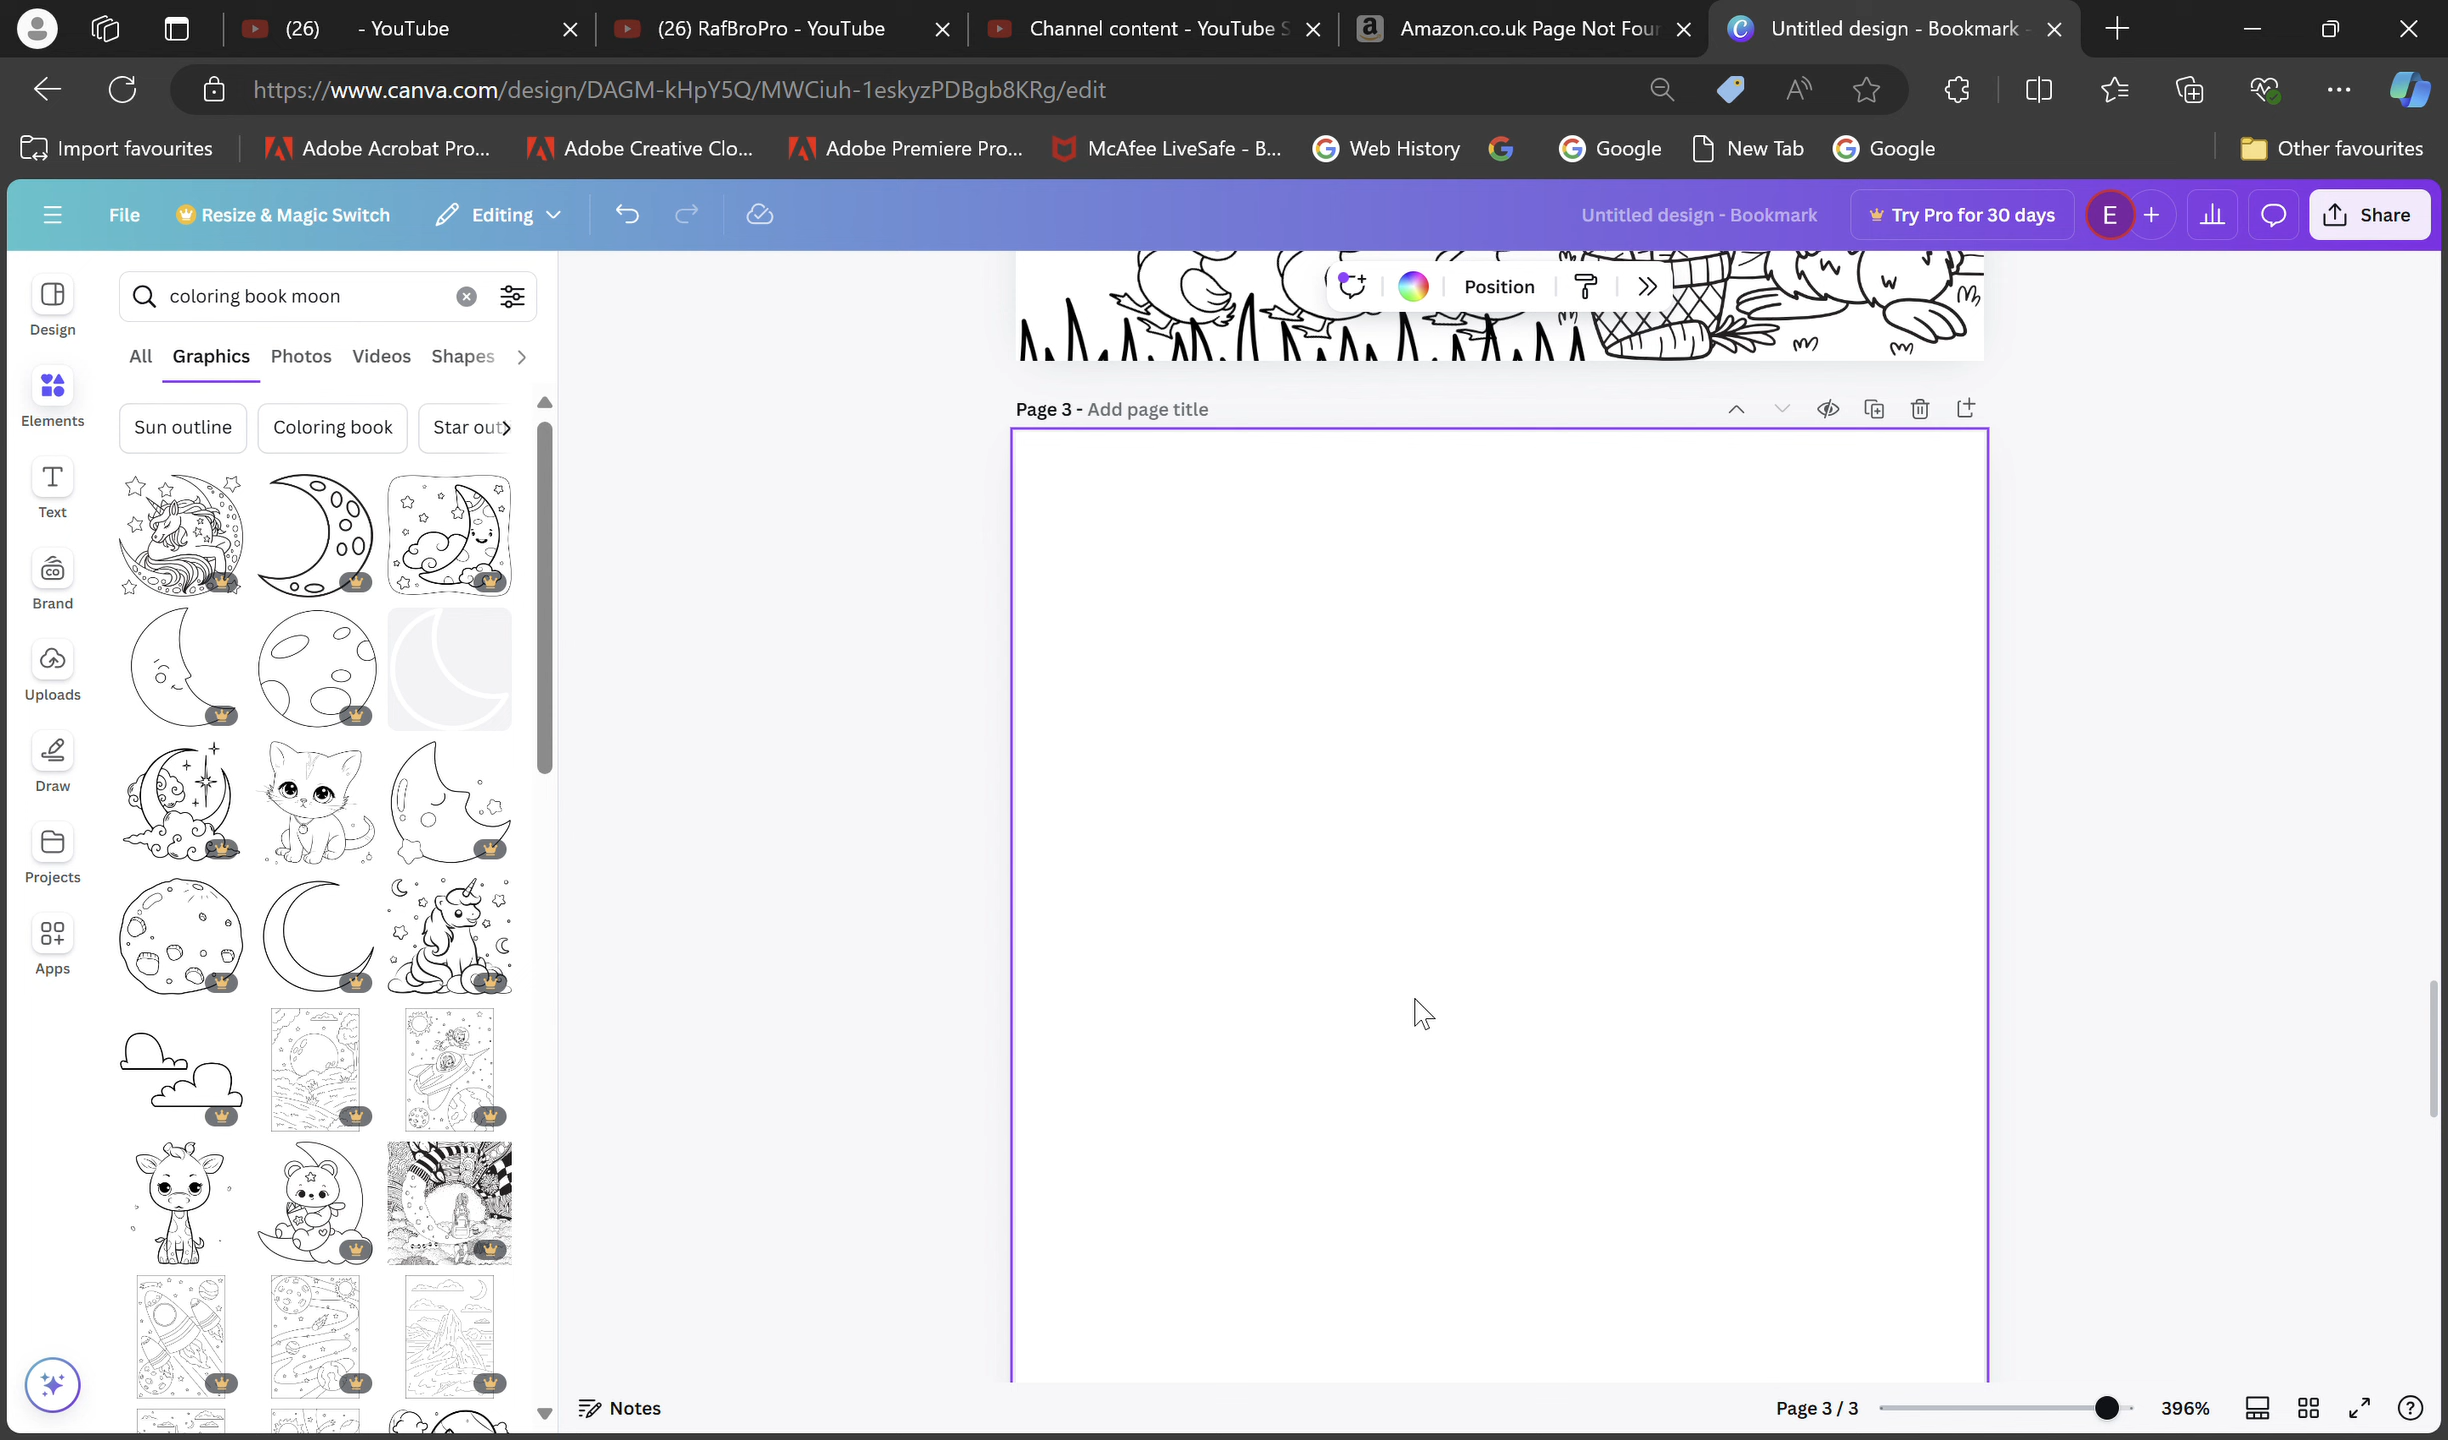 (26) - YouTube
(26) RafBroPro - YouTube
Channel content - YouTube S
Amazon.co.uk Page Not Foun
Untitled design - Bookmark -
https://www.canva.com/design/DAGM-kHpY5Q/MWCiuh-1eskyzPDBgb8KRg/edit
Import favourites
Adobe Acrobat Pro...
Adobe Creative Clo...
Adobe Premiere Pro...
McAfee LiveSafe - B...
Web History
Google
New Tab
Google
Other favourites
File
Resize & Magic Switch
Editing
Untitled design - Bookmark
Try Pro for 30 days
E
Share
Design
Elements
Text
Brand
Uploads
Draw
Projects
Apps
coloring book moon
All Graphics Photos Videos Shapes
Sun outline
Coloring book
Star out
Position
Page 3 - Add page title
Notes
Page 3 / 3
396%